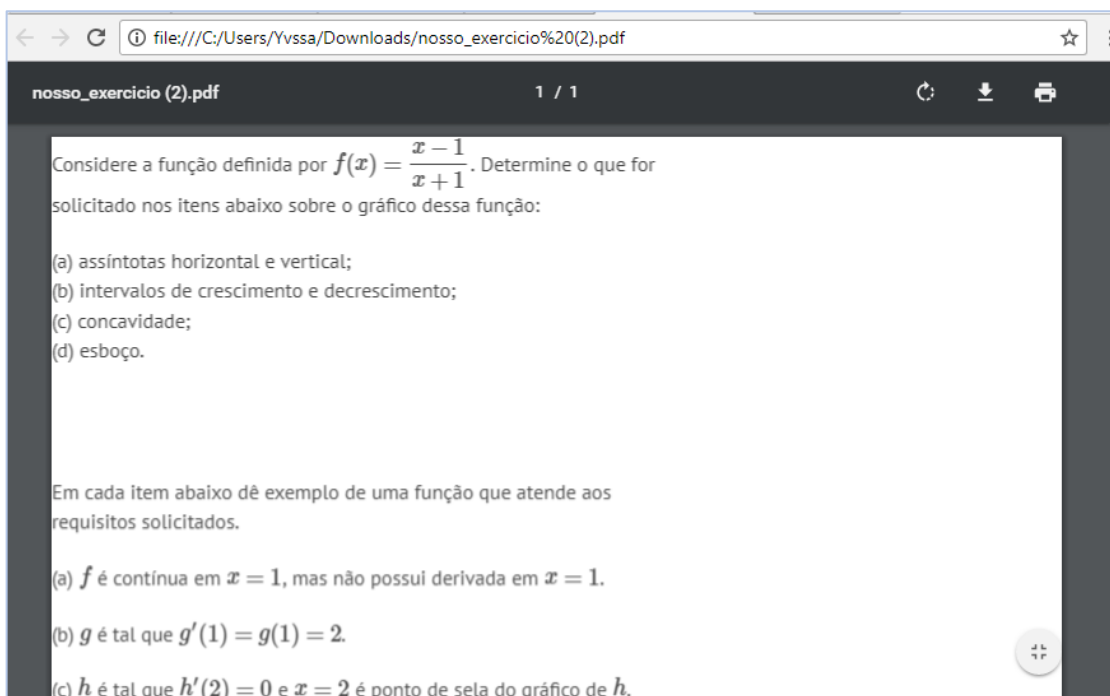 file:///C:/Users/Yvssa/Downloads/nosso_exercicio%20(2).pdf
nosso_exercicio (2).pdf 1 / 1
Considere a função definida por f(x) = (x − 1)/(x + 1). Determine o que for
solicitado nos itens abaixo sobre o gráfico dessa função:
(a) assíntotas horizontal e vertical;
(b) intervalos de crescimento e decrescimento;
(c) concavidade;
(d) esboço.
Em cada item abaixo dê exemplo de uma função que atende aos
requisitos solicitados.
(a) f é contínua em x = 1, mas não possui derivada em x = 1.
(b) g é tal que g′(1) = g(1) = 2.
(c) h é tal que h′(2) = 0 e x = 2 é ponto de sela do gráfico de h.